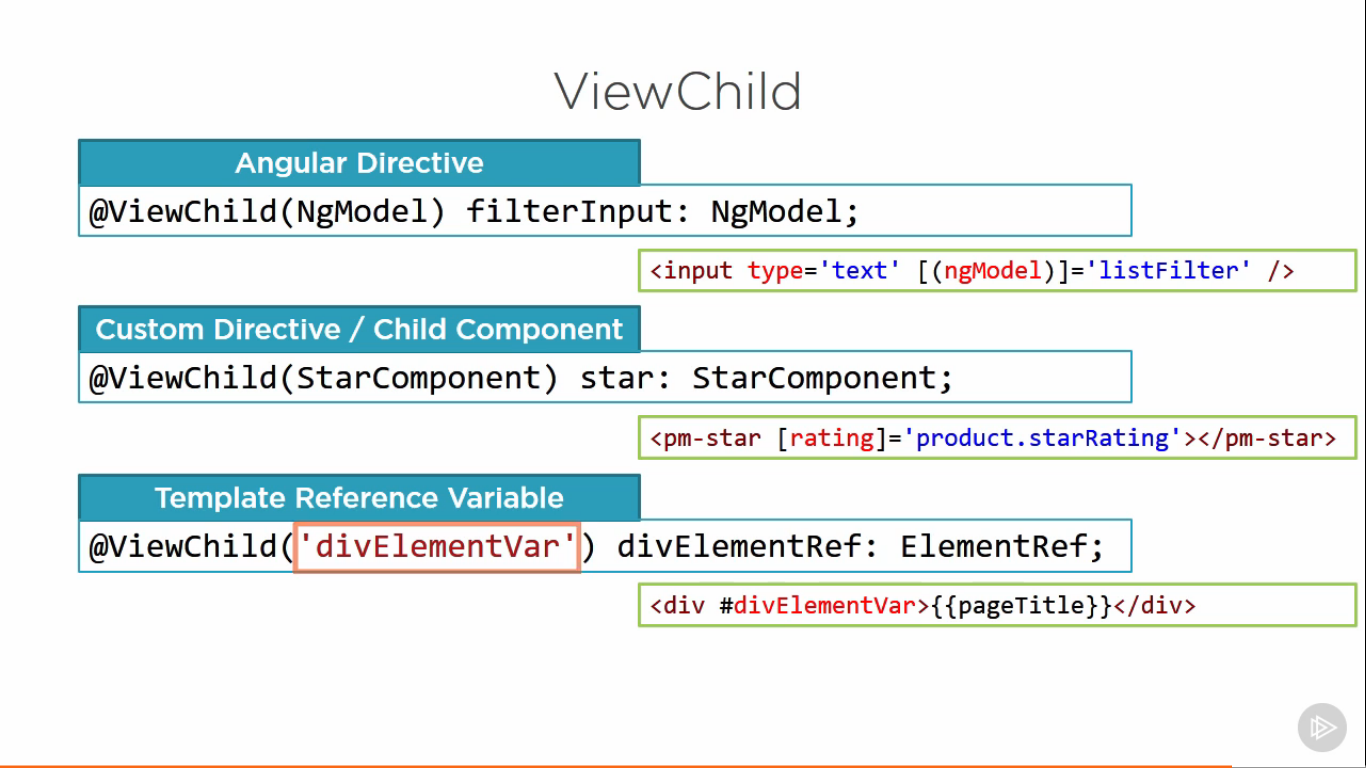 ViewChild
Angular Directive
@ViewChild(NgModel) filterInput: NgModel;
<input type='text' [(ngModel)]='listFilter' />
Custom Directive / Child Component
@ViewChild(StarComponent) star: StarComponent;
<pm-star [rating]='product.starRating'></pm-star>
Template Reference Variable
@ViewChild('divElementVar') divElementRef: ElementRef;
<div #divElementVar>{{pageTitle}}</div>